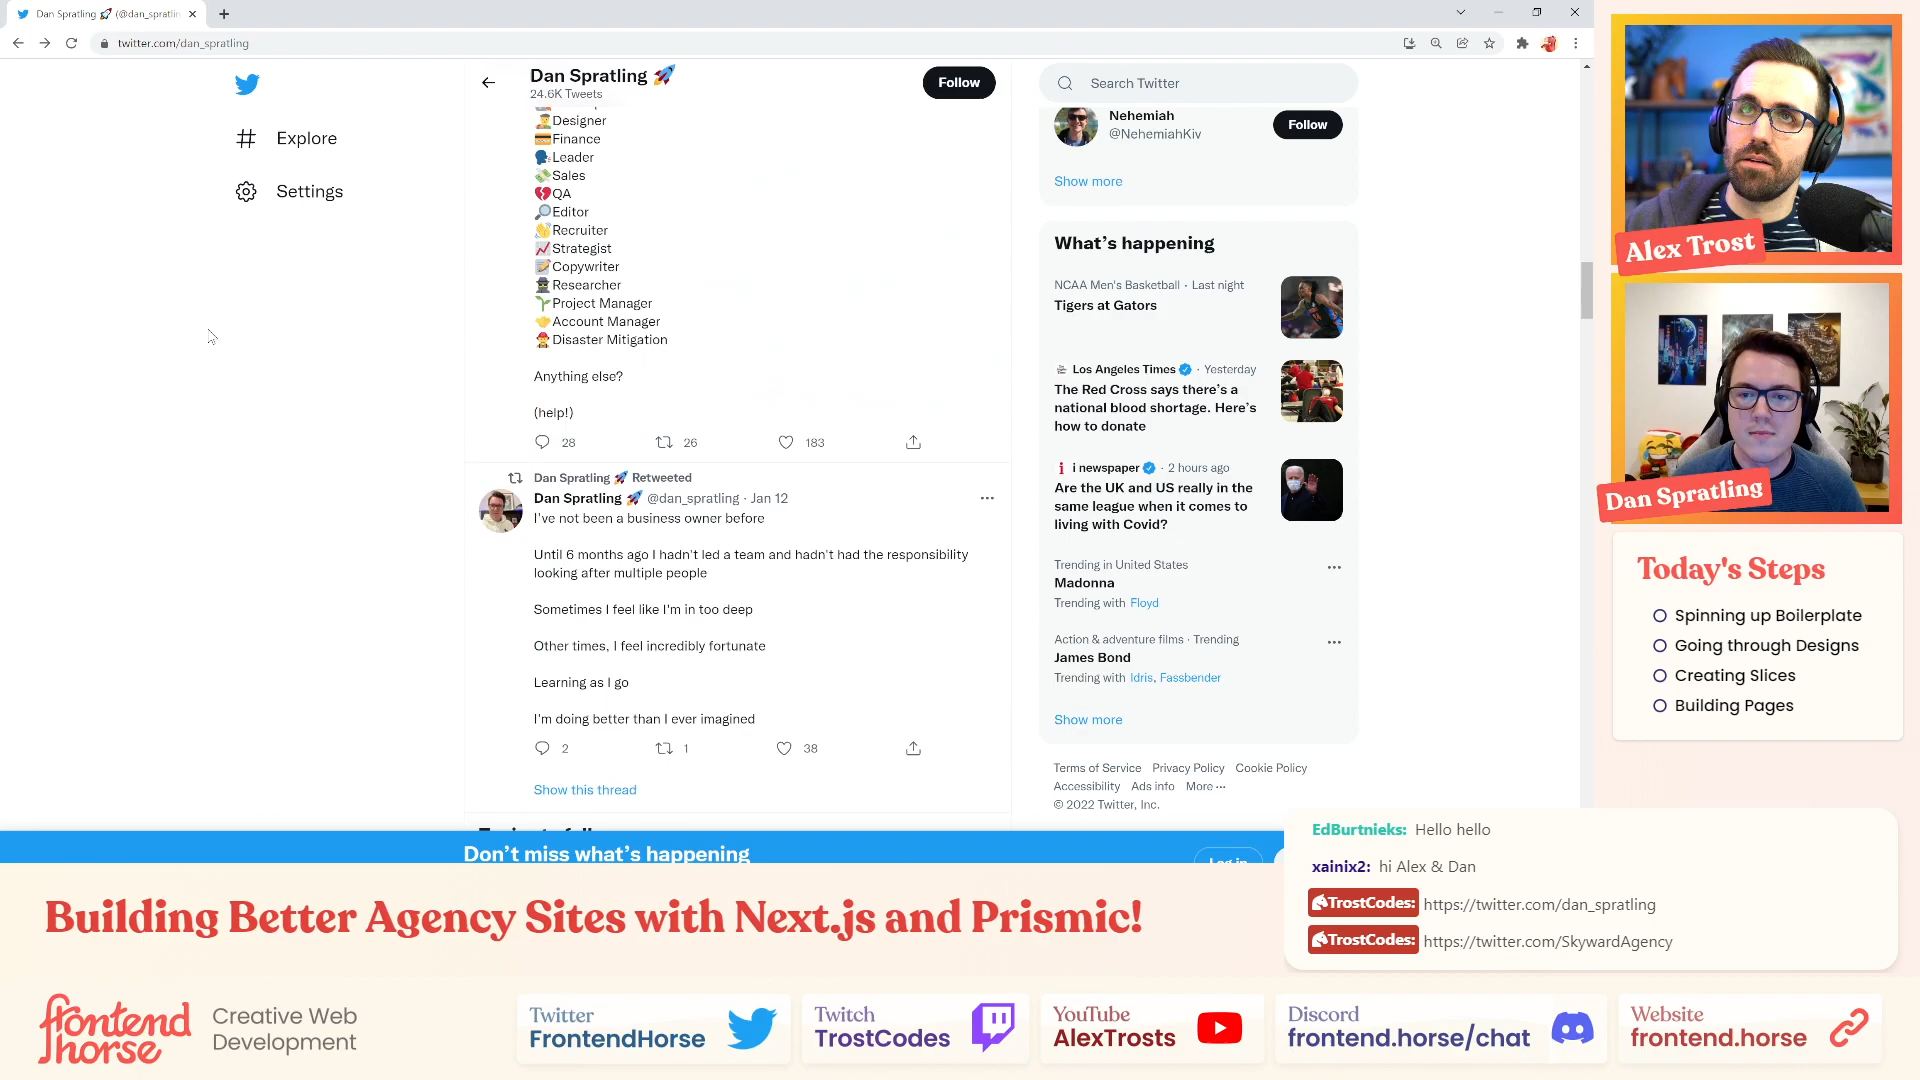 Dan Spratling 🚀 (@dan_spratlin
twitter.com/dan_spratling
Explore
Settings
Dan Spratling 🚀
24.6K Tweets
Follow
Designer
Finance
Leader
Sales
QA
Editor
Recruiter
Strategist
Copywriter
Researcher
Project Manager
Account Manager
Disaster Mitigation
Anything else?
(help!)
28 26 183
Dan Spratling 🚀 Retweeted
Dan Spratling 🚀 @dan_spratling · Jan 12
I've not been a business owner before
Until 6 months ago I hadn't led a team and hadn't had the responsibility
looking after multiple people
Sometimes I feel like I'm in too deep
Other times, I feel incredibly fortunate
Learning as I go
I'm doing better than I ever imagined
2 1 38
Show this thread
Search Twitter
Nehemiah
@NehemiahKiv
Follow
Show more
What's happening
NCAA Men's Basketball · Last night
Tigers at Gators
Los Angeles Times · Yesterday
The Red Cross says there's a
national blood shortage. Here's
how to donate
i newspaper · 2 hours ago
Are the UK and US really in the
same league when it comes to
living with Covid?
Trending in United States
Madonna
Trending with Floyd
Action & adventure films · Trending
James Bond
Trending with Idris, Fassbender
Show more
Terms of Service Privacy Policy Cookie Policy
Accessibility Ads info More ···
© 2022 Twitter, Inc.
Don't miss what's happening
Log in
Alex Trost
Dan Spratling
Today's Steps
Spinning up Boilerplate
Going through Designs
Creating Slices
Building Pages
EdBurtnieks: Hello hello
xainix2: hi Alex & Dan
TrostCodes: https://twitter.com/dan_spratling
TrostCodes: https://twitter.com/SkywardAgency
Building Better Agency Sites with Next.js and Prismic!
frontend
horse
Creative Web
Development
Twitter
FrontendHorse
Twitch
TrostCodes
YouTube
AlexTrosts
Discord
frontend.horse/chat
Website
frontend.horse